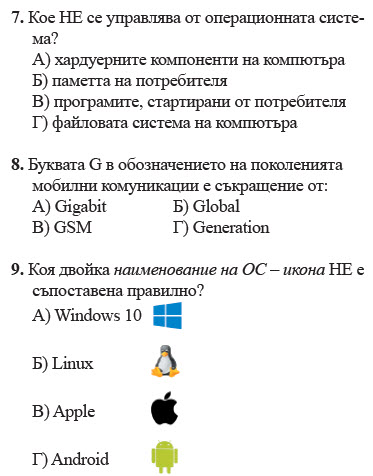 7. Кое НЕ се управлява от операционната систе-
ма?
А) хардуерните компоненти на компютъра
Б) паметта на потребителя
В) програмите, стартирани от потребителя
Г) файловата система на компютъра
8. Буквата G в обозначението на поколенията
мобилни комуникации е съкращение от:
А) Gigabit Б) Global
В) GSM Г) Generation
9. Коя двойка наименование на ОС – икона НЕ е
съпоставена правилно?
А) Windows 10
Б) Linux
В) Apple
Г) Android